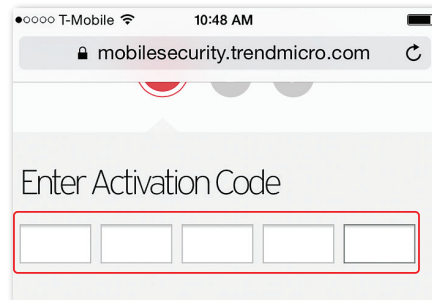 T-Mobile 10:48 AM
mobilesecurity.trendmicro.com
Enter Activation Code